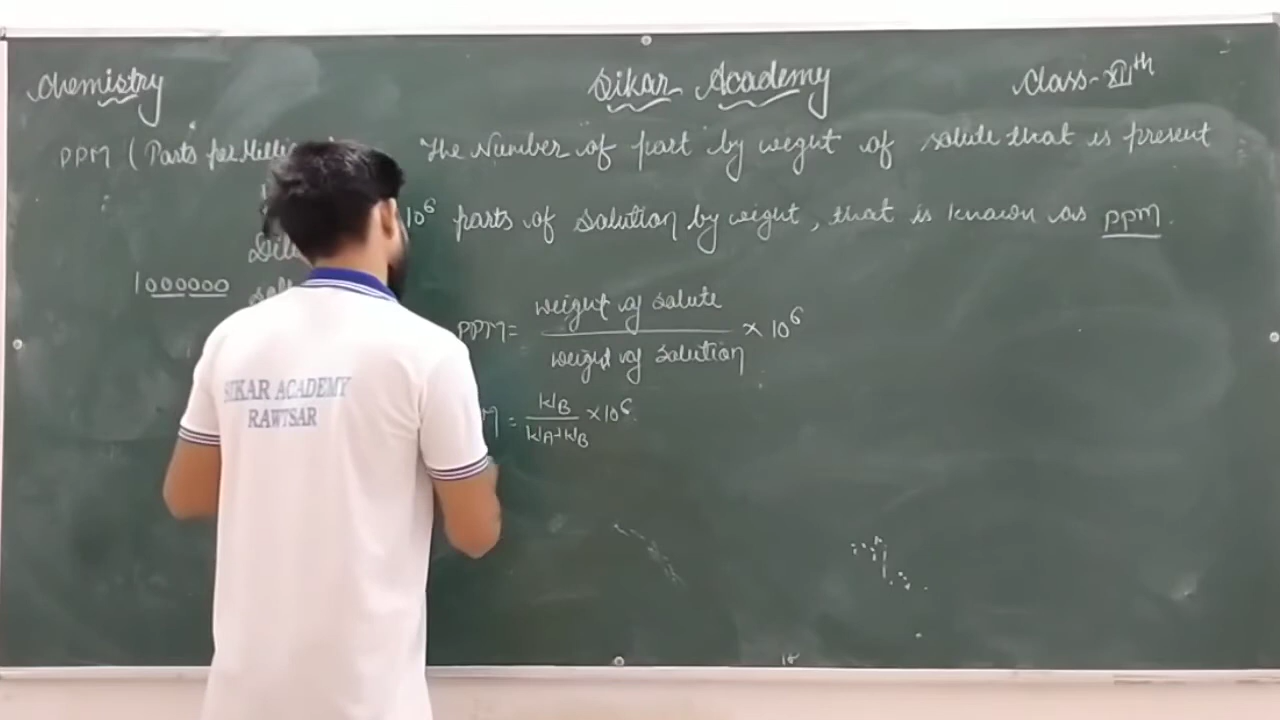 Chemistry
Sikar Academy
Class-XIIth
PPM (Parts per Milli
The Number of part by weight of solute that is present
10⁶ parts of solution by weight, that is known as ppm.
1000000
PPM = weight of solute / weight of solution × 10⁶
M = WB / WA+WB × 10⁶
SIKAR ACADEMY
RAWTSAR